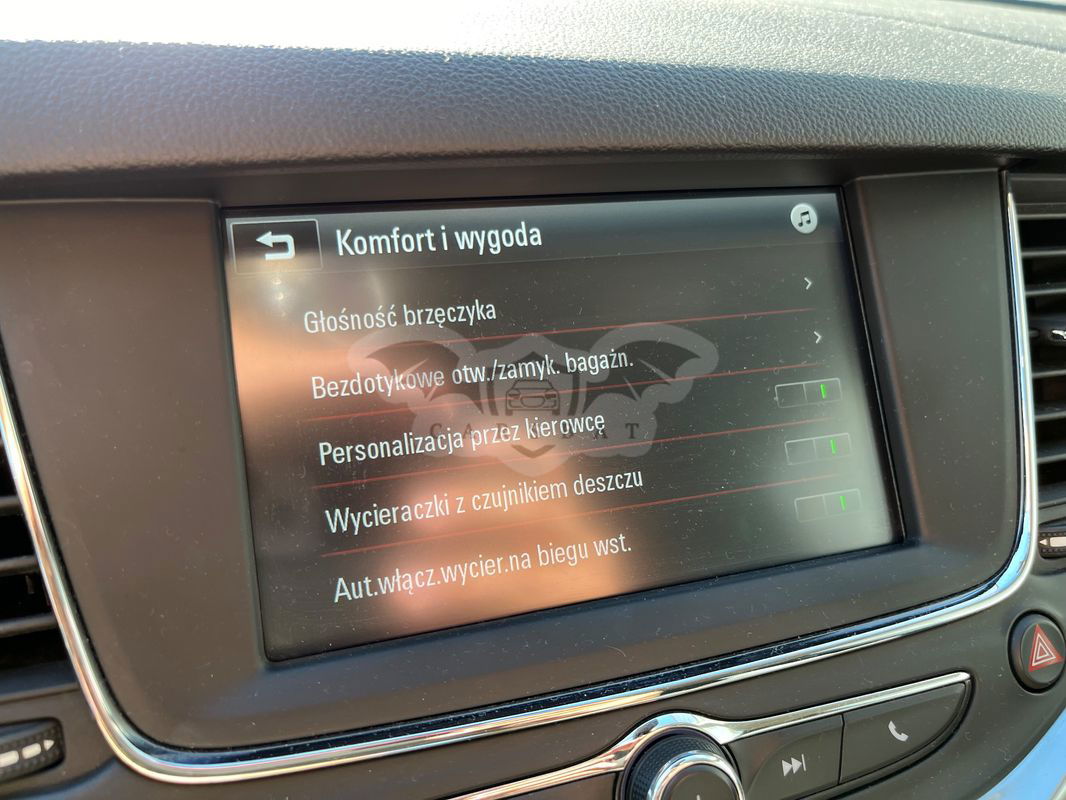 Komfort i wygoda
Głośność brzęczyka
Bezdotykowe otw./zamyk. bagażn.
Personalizacja przez kierowcę
Wycieraczki z czujnikiem deszczu
Aut.włącz.wycier.na biegu wst.